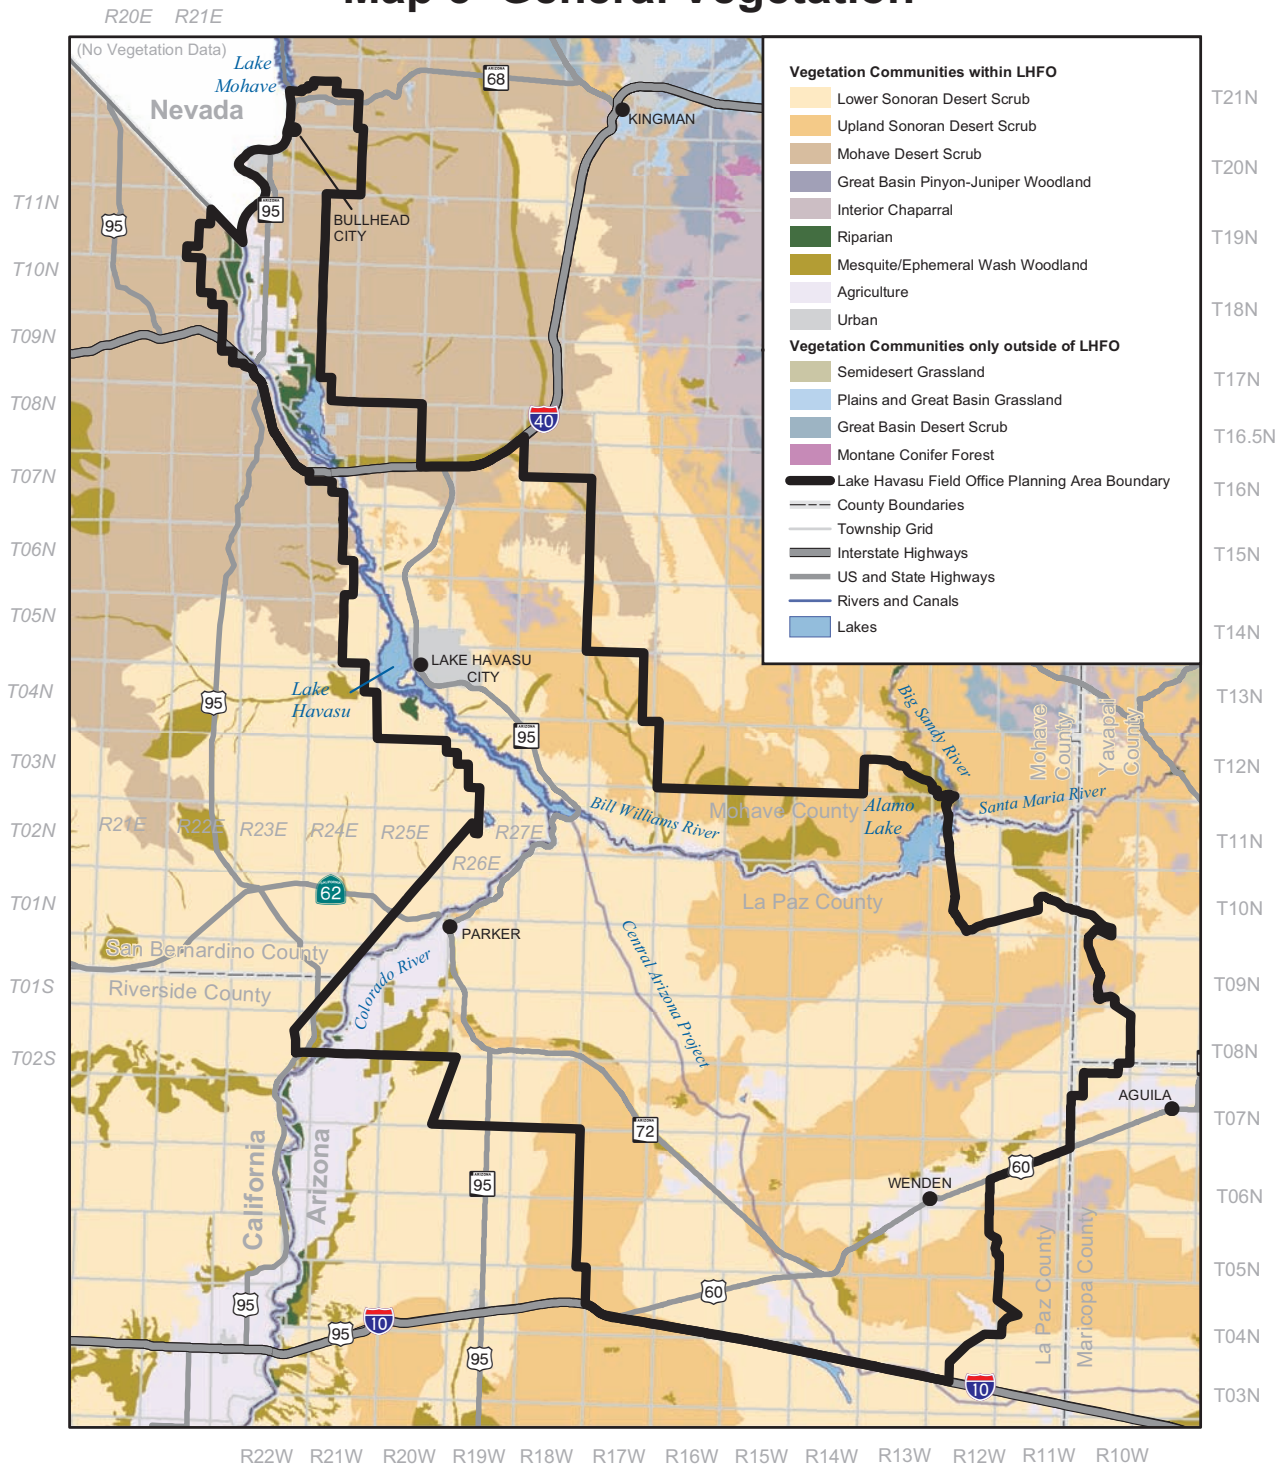 Map 6- General Vegetation
R20E R21E
(No Vegetation Data)
Lake
Mohave
Nevada
ARIZONA
68
KINGMAN
BULLHEAD
CITY
ARIZONA
95
95
40
Vegetation Communities within LHFO
Lower Sonoran Desert Scrub
Upland Sonoran Desert Scrub
Mohave Desert Scrub
Great Basin Pinyon-Juniper Woodland
Interior Chaparral
Riparian
Mesquite/Ephemeral Wash Woodland
Agriculture
Urban
Vegetation Communities only outside of LHFO
Semidesert Grassland
Plains and Great Basin Grassland
Great Basin Desert Scrub
Montane Conifer Forest
Lake Havasu Field Office Planning Area Boundary
County Boundaries
Township Grid
Interstate Highways
US and State Highways
Rivers and Canals
Lakes
T11N
T10N
T09N
T08N
T07N
T06N
T05N
T04N
T03N
T02N
T01N
T01S
T02S
T21N
T20N
T19N
T18N
T17N
T16.5N
T16N
T15N
T14N
T13N
T12N
T11N
T10N
T09N
T08N
T07N
T06N
T05N
T04N
T03N
LAKE HAVASU
CITY
Lake
Havasu
95
ARIZONA
95
Big Sandy River
Mohave
County
Yavapai
County
Santa Maria River
Bill Williams River
Mohave County
Alamo
Lake
R21E R22E R23E R24E R25E R27E
R26E
CALIFORNIA
62
La Paz County
PARKER
San Bernardino County
Riverside County
Colorado River
Central Arizona Project
AGUILA
ARIZONA
72
60
WENDEN
California
Arizona
ARIZONA
95
La Paz County
Maricopa County
60
95
10
95
95
10
R22W R21W R20W R19W R18W R17W R16W R15W R14W R13W R12W R11W R10W